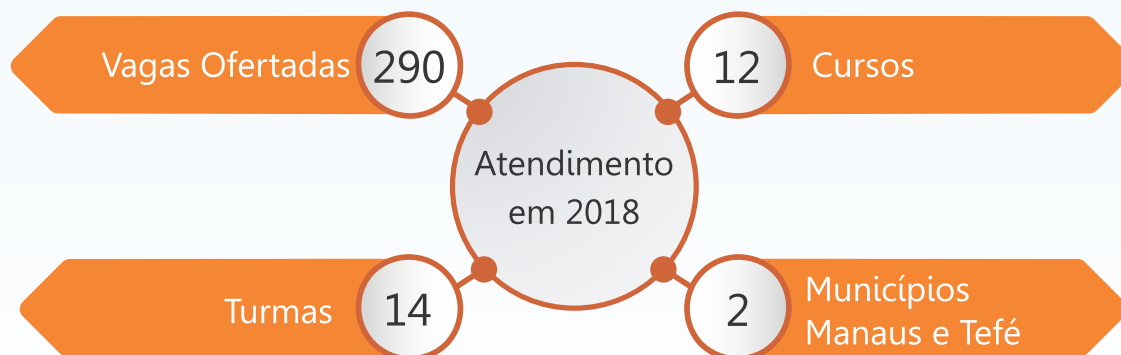 Vagas Ofertadas 290
12 Cursos
Atendimento
em 2018
Turmas 14
2 Municípios
Manaus e Tefé